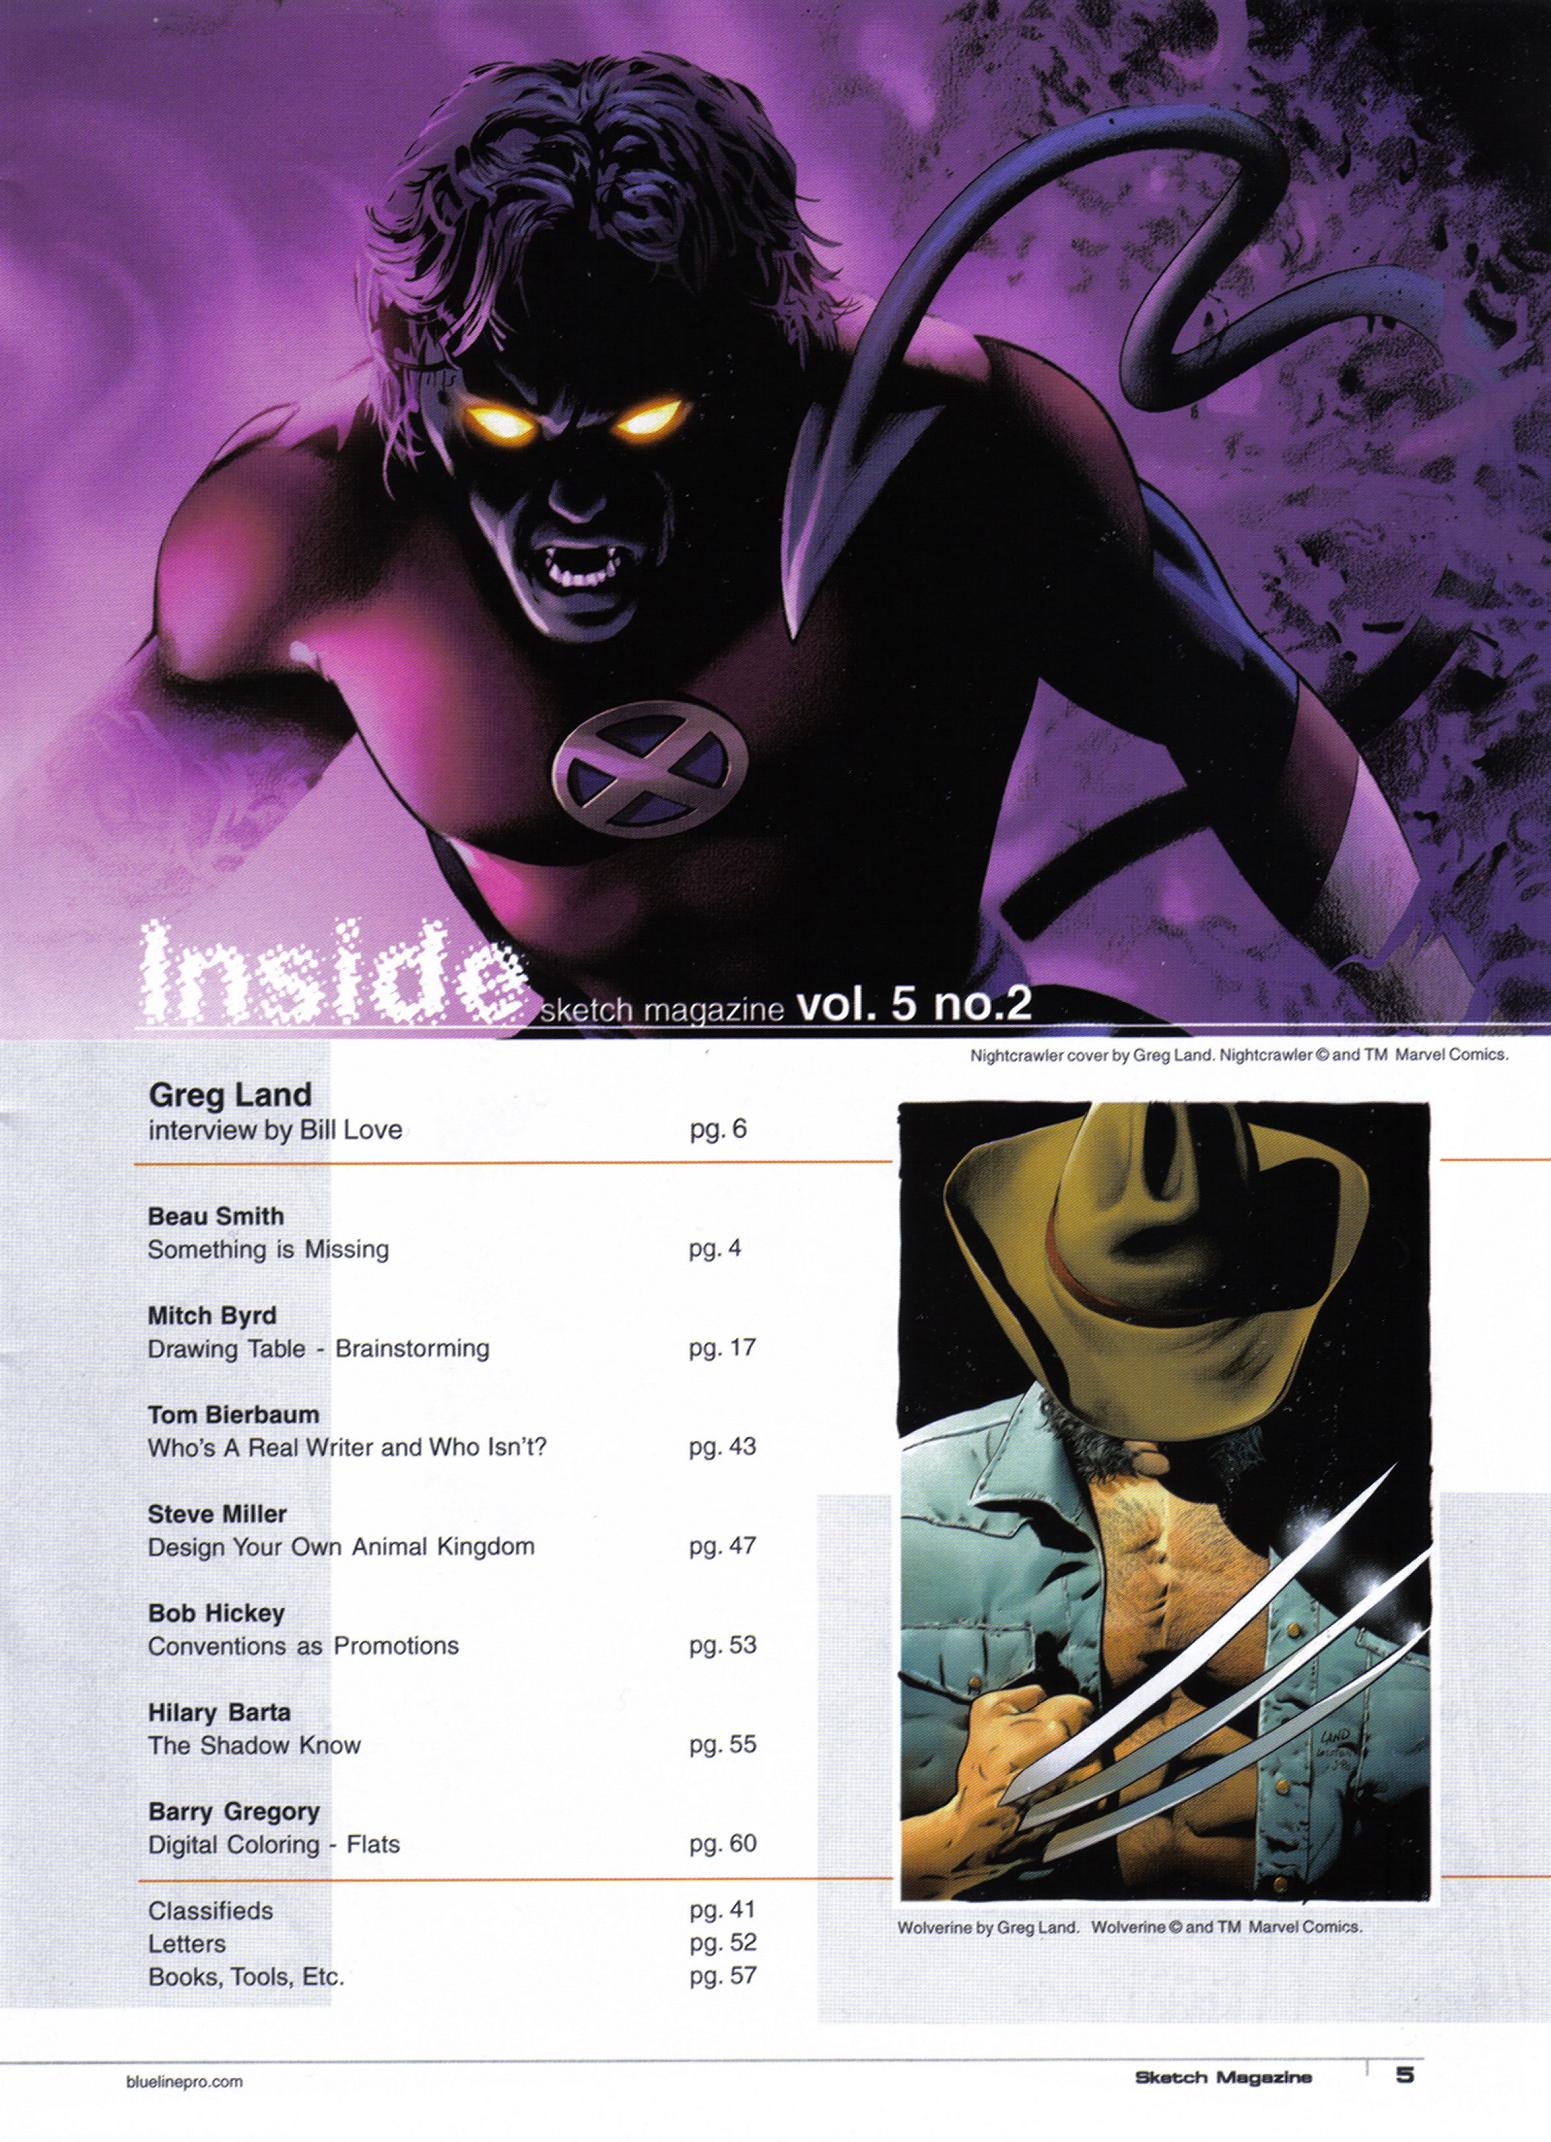 Inside sketch magazine vol. 5 no.2
Nightcrawler cover by Greg Land. Nightcrawler © and TM Marvel Comics.
Greg Land
interview by Bill Love pg. 6
Beau Smith
Something is Missing pg. 4
Mitch Byrd
Drawing Table - Brainstorming pg. 17
Tom Bierbaum
Who's A Real Writer and Who Isn't? pg. 43
Steve Miller
Design Your Own Animal Kingdom pg. 47
Bob Hickey
Conventions as Promotions pg. 53
Hilary Barta
The Shadow Know pg. 55
Barry Gregory
Digital Coloring - Flats pg. 60
Classifieds pg. 41
Letters pg. 52
Books, Tools, Etc. pg. 57
LAND
Wolverine by Greg Land. Wolverine © and TM Marvel Comics.
bluelinepro.com
Sketch Magazine 5